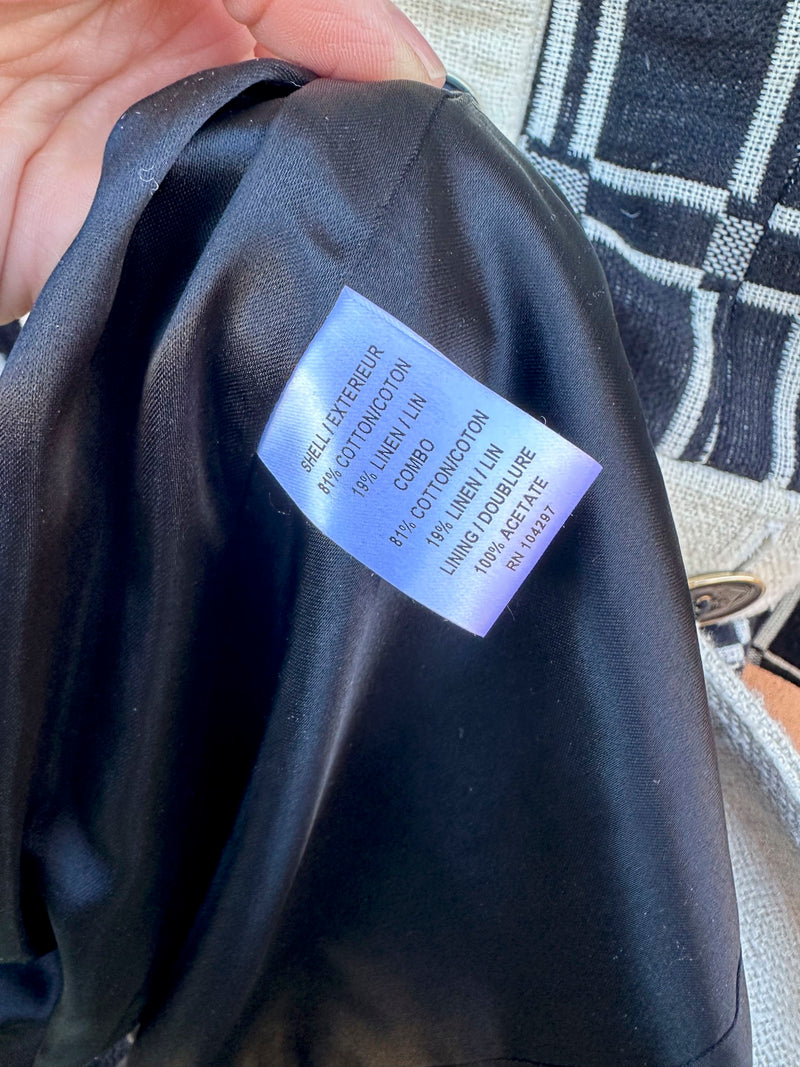 SHELL / EXTERIEUR
81% COTTON/COTON
19% LINEN / LIN
COMBO
81% COTTON/COTON
19% LINEN / LIN
LINING / DOUBLURE
100% ACETATE
RN 104297